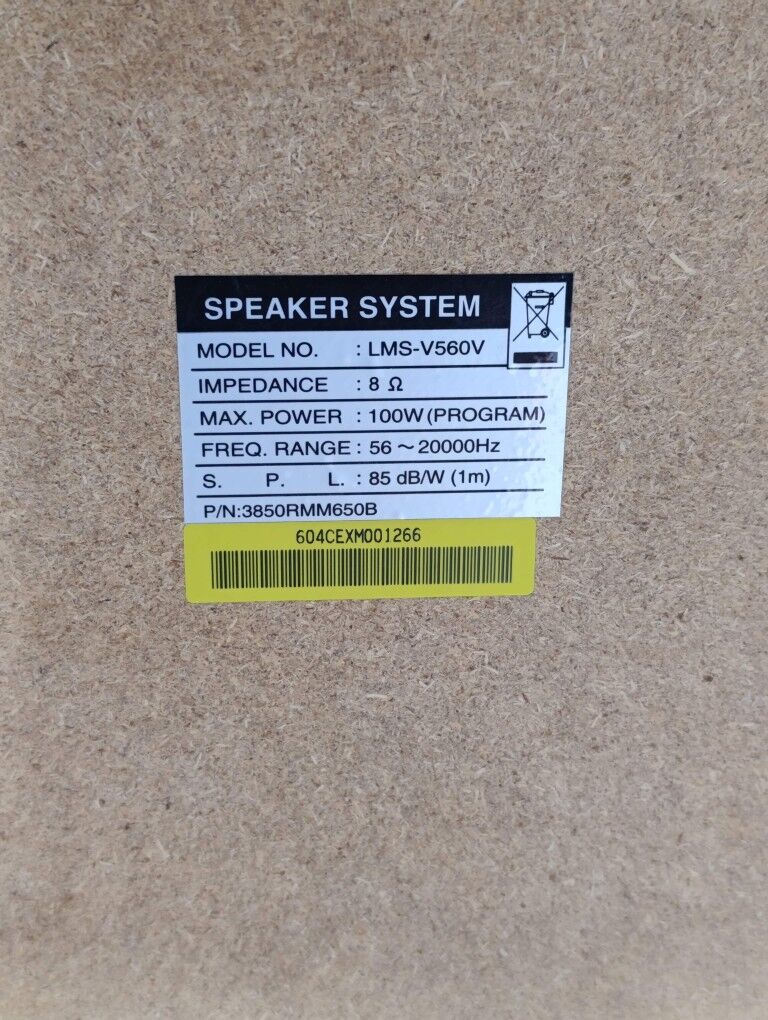 SPEAKER SYSTEM
MODEL NO. : LMS-V560V
IMPEDANCE : 8 Ω
MAX. POWER : 100W (PROGRAM)
FREQ. RANGE : 56 ~ 20000Hz
S. P. L. : 85 dB/W (1m)
P/N:3850RMM650B
604CEXM001266